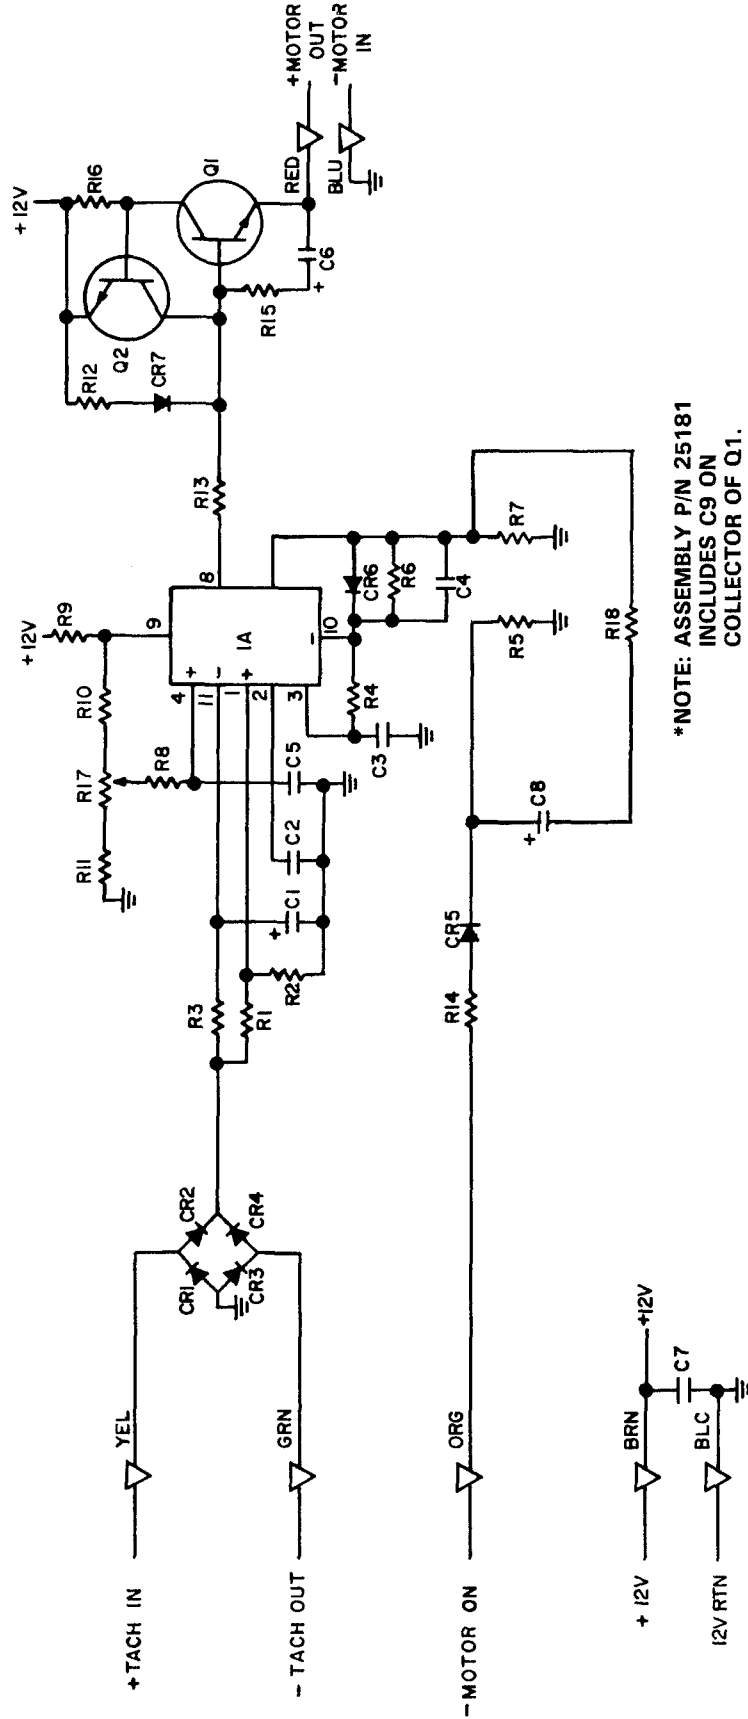 +TACH IN
YEL
CR1
CR2
CR3
CR4
-TACH OUT
GRN
R3
R1
R2
+
C1
C2
C5
R11
R17
R10
R8
+12V
R9
9
4
+
11
-
1
+
2
3
1A
8
-
10
R13
R4
C3
CR6
R6
C4
R7
R12
CR7
Q2
+12V
R16
Q1
R15
+
C6
RED
+MOTOR
OUT
BLU
-MOTOR
IN
-MOTOR ON
ORG
R14
CR5
+
C8
R5
R18
+12V
BRN
+12V
C7
12V RTN
BLC
*NOTE: ASSEMBLY P/N 25181
INCLUDES C9 ON
COLLECTOR OF Q1.